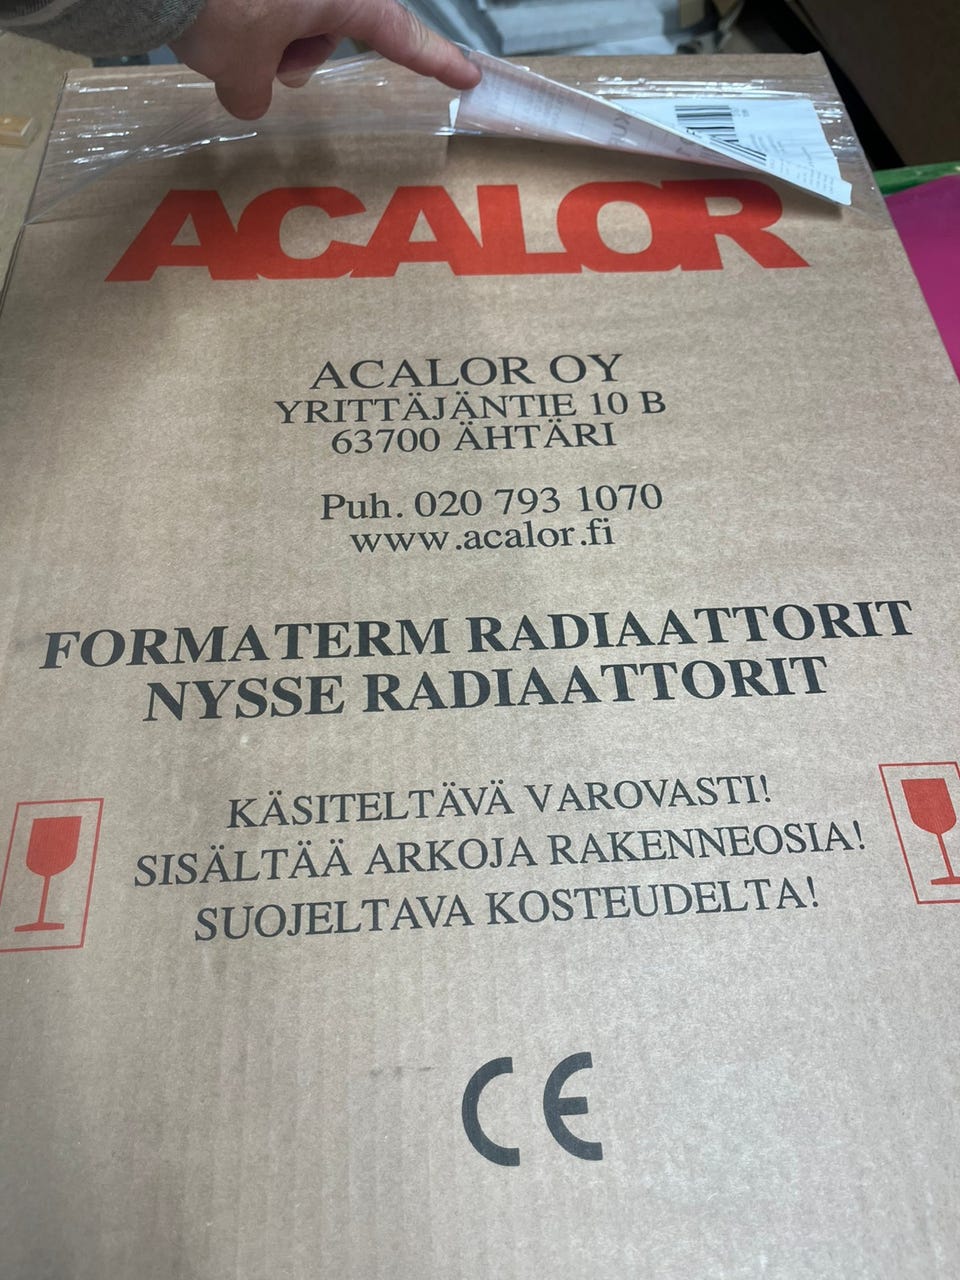 ACALOR
ACALOR OY
YRITTÄJÄNTIE 10 B
63700 ÄHTÄRI
Puh. 020 793 1070
www.acalor.fi
FORMATERM RADIAATTORIT
NYSSE RADIAATTORIT
KÄSITELTÄVÄ VAROVASTI!
SISÄLTÄÄ ARKOJA RAKENNEOSIA!
SUOJELTAVA KOSTEUDELTA!
CE